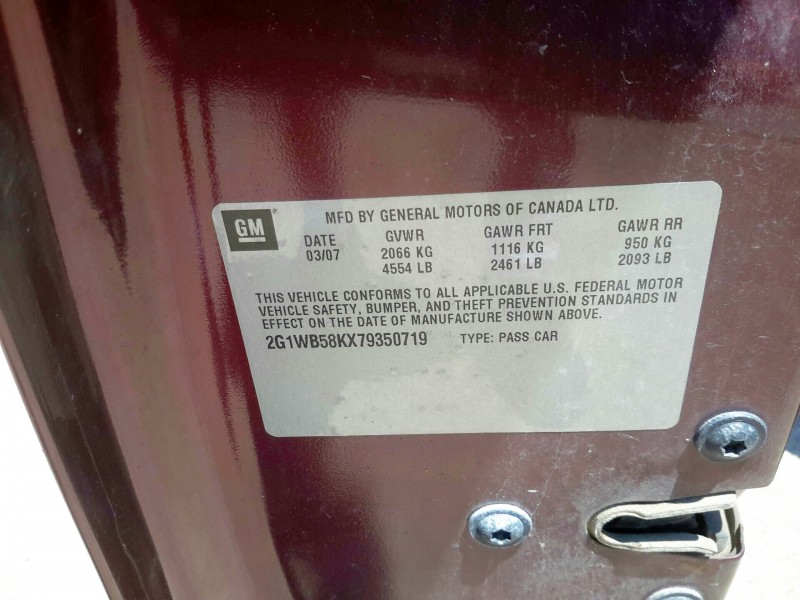 GM
MFD BY GENERAL MOTORS OF CANADA LTD.
DATE GVWR GAWR FRT GAWR RR
03/07 2066 KG 1116 KG 950 KG
4554 LB 2461 LB 2093 LB
THIS VEHICLE CONFORMS TO ALL APPLICABLE U.S. FEDERAL MOTOR
VEHICLE SAFETY, BUMPER, AND THEFT PREVENTION STANDARDS IN
EFFECT ON THE DATE OF MANUFACTURE SHOWN ABOVE.
2G1WB58KX79350719 TYPE: PASS CAR